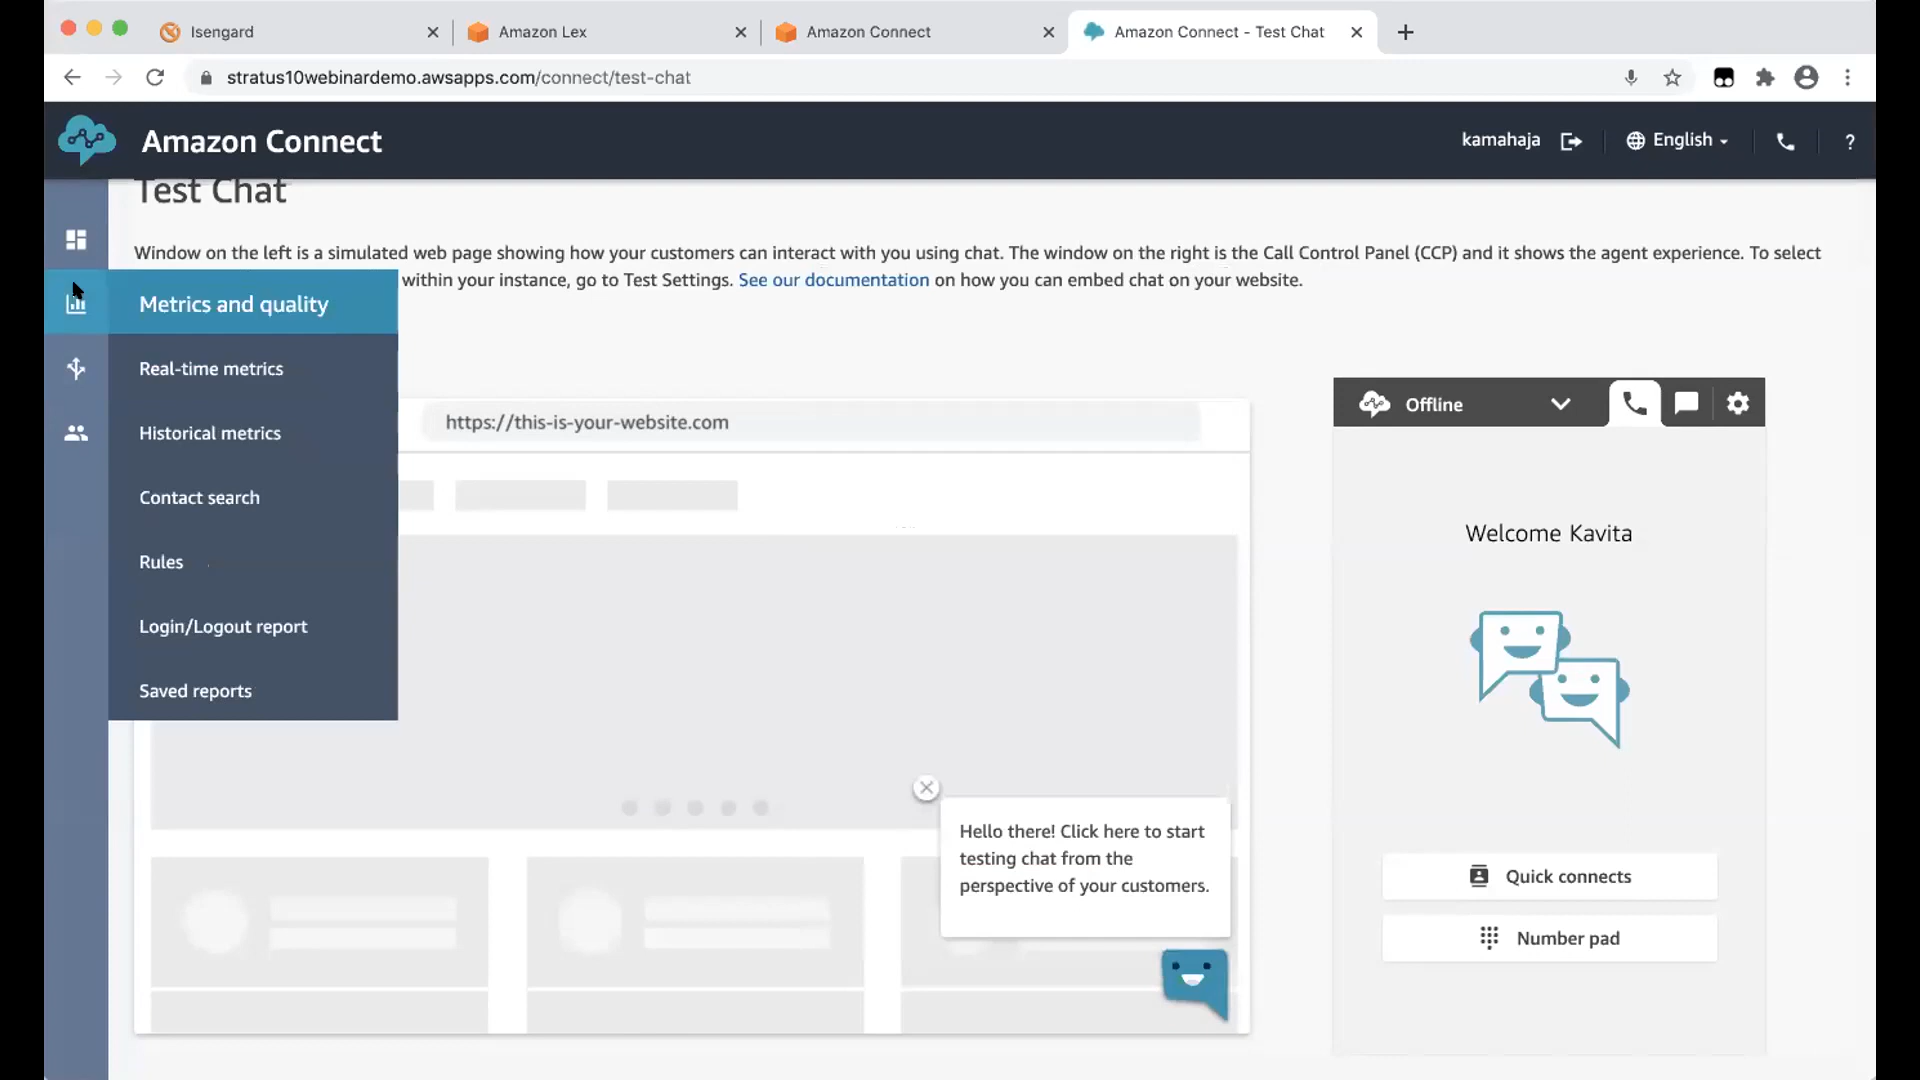 Isengard
Amazon Lex
Amazon Connect
Amazon Connect - Test Chat
stratus10webinardemo.awsapps.com/connect/test-chat
Amazon Connect
kamahaja
English
?
Test Chat
Window on the left is a simulated web page showing how your customers can interact with you using chat. The window on the right is the Call Control Panel (CCP) and it shows the agent experience. To select
within your instance, go to Test Settings. See our documentation on how you can embed chat on your website.
Metrics and quality
Real-time metrics
Historical metrics
Contact search
Rules
Login/Logout report
Saved reports
https://this-is-your-website.com
Hello there! Click here to start
testing chat from the
perspective of your customers.
Offline
Welcome Kavita
Quick connects
Number pad